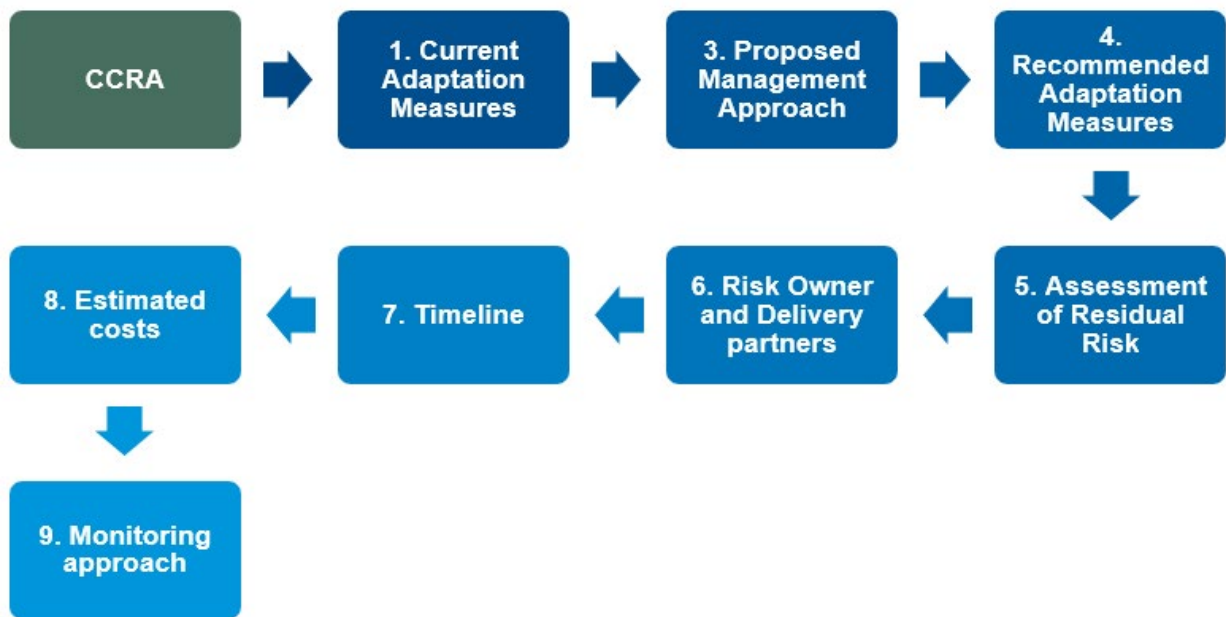 CCRA
1. Current
Adaptation
Measures
3. Proposed
Management
Approach
4.
Recommended
Adaptation
Measures
5. Assessment
of Residual
Risk
6. Risk Owner
and Delivery
partners
7. Timeline
8. Estimated
costs
9. Monitoring
approach